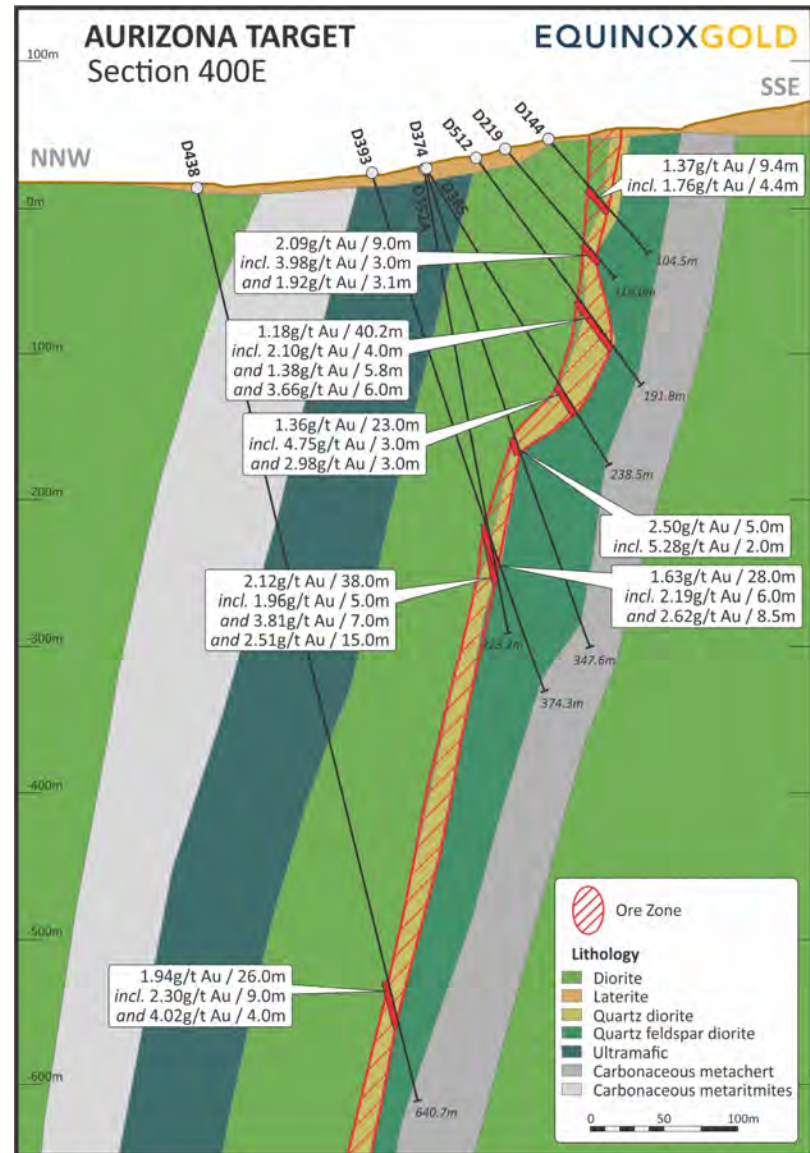 AURIZONA TARGET
Section 400E
EQUINOXGOLD
100m
SSE
NNW
D438
D393
D374
D352A
D365
D512
D219
D144
0m
1.37g/t Au / 9.4m
incl. 1.76g/t Au / 4.4m
104.5m
2.09g/t Au / 9.0m
incl. 3.98g/t Au / 3.0m
and 1.92g/t Au / 3.1m
-100m
1.18g/t Au / 40.2m
incl. 2.10g/t Au / 4.0m
and 1.38g/t Au / 5.8m
and 3.66g/t Au / 6.0m
191.8m
1.36g/t Au / 23.0m
incl. 4.75g/t Au / 3.0m
and 2.98g/t Au / 3.0m
238.5m
-200m
2.50g/t Au / 5.0m
incl. 5.28g/t Au / 2.0m
2.12g/t Au / 38.0m
incl. 1.96g/t Au / 5.0m
and 3.81g/t Au / 7.0m
and 2.51g/t Au / 15.0m
1.63g/t Au / 28.0m
incl. 2.19g/t Au / 6.0m
and 2.62g/t Au / 8.5m
-300m
347.6m
374.3m
-400m
-500m
1.94g/t Au / 26.0m
incl. 2.30g/t Au / 9.0m
and 4.02g/t Au / 4.0m
-600m
640.7m
Ore Zone
Lithology
Diorite
Laterite
Quartz diorite
Quartz feldspar diorite
Ultramafic
Carbonaceous metachert
Carbonaceous metaritmites
0 50 100m